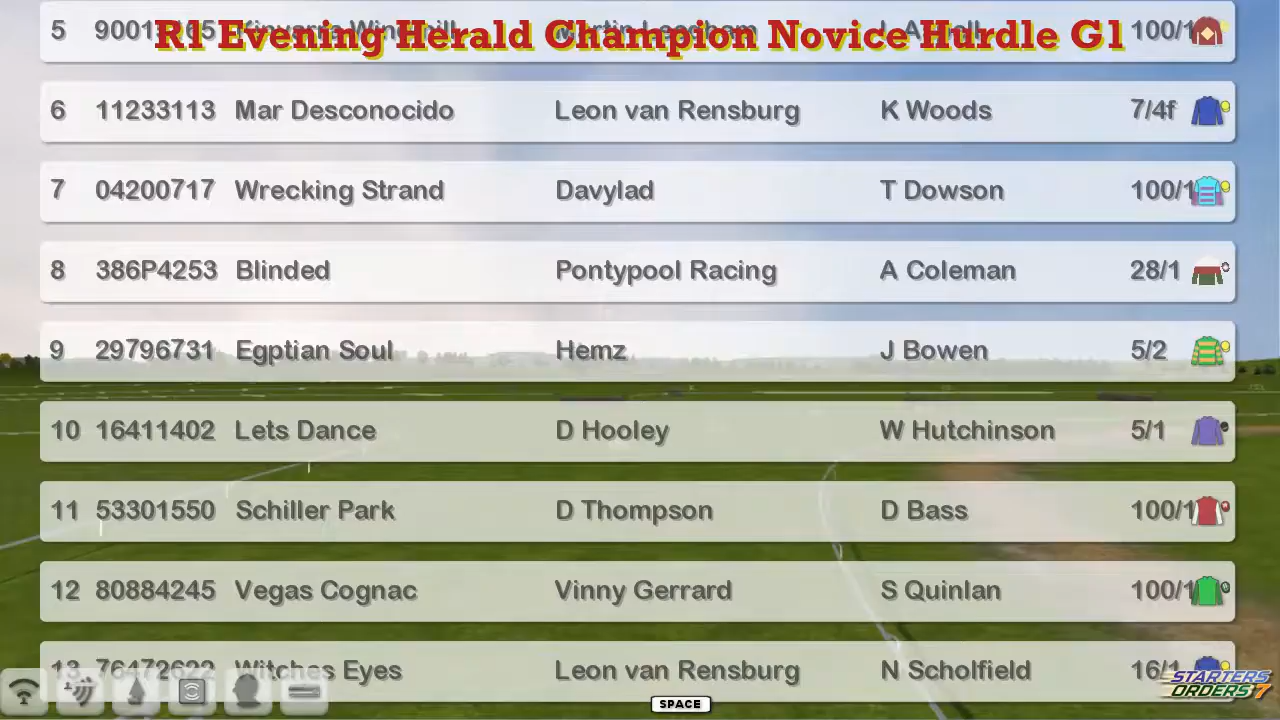 R1 Evening Herald Champion Novice Hurdle G1
5 100/1
6 11233113 Mar Desconocido Leon van Rensburg K Woods 7/4f
7 04200717 Wrecking Strand Davylad T Dowson 100/1
8 386P4253 Blinded Pontypool Racing A Coleman 28/1
9 29796731 Egptian Soul Hemz J Bowen 5/2
10 16411402 Lets Dance D Hooley W Hutchinson 5/1
11 53301550 Schiller Park D Thompson D Bass 100/1
12 80884245 Vegas Cognac Vinny Gerrard S Quinlan 100/1
13 76472622 Witches Eyes Leon van Rensburg N Scholfield 16/1
STARTERS ORDERS 7
SPACE